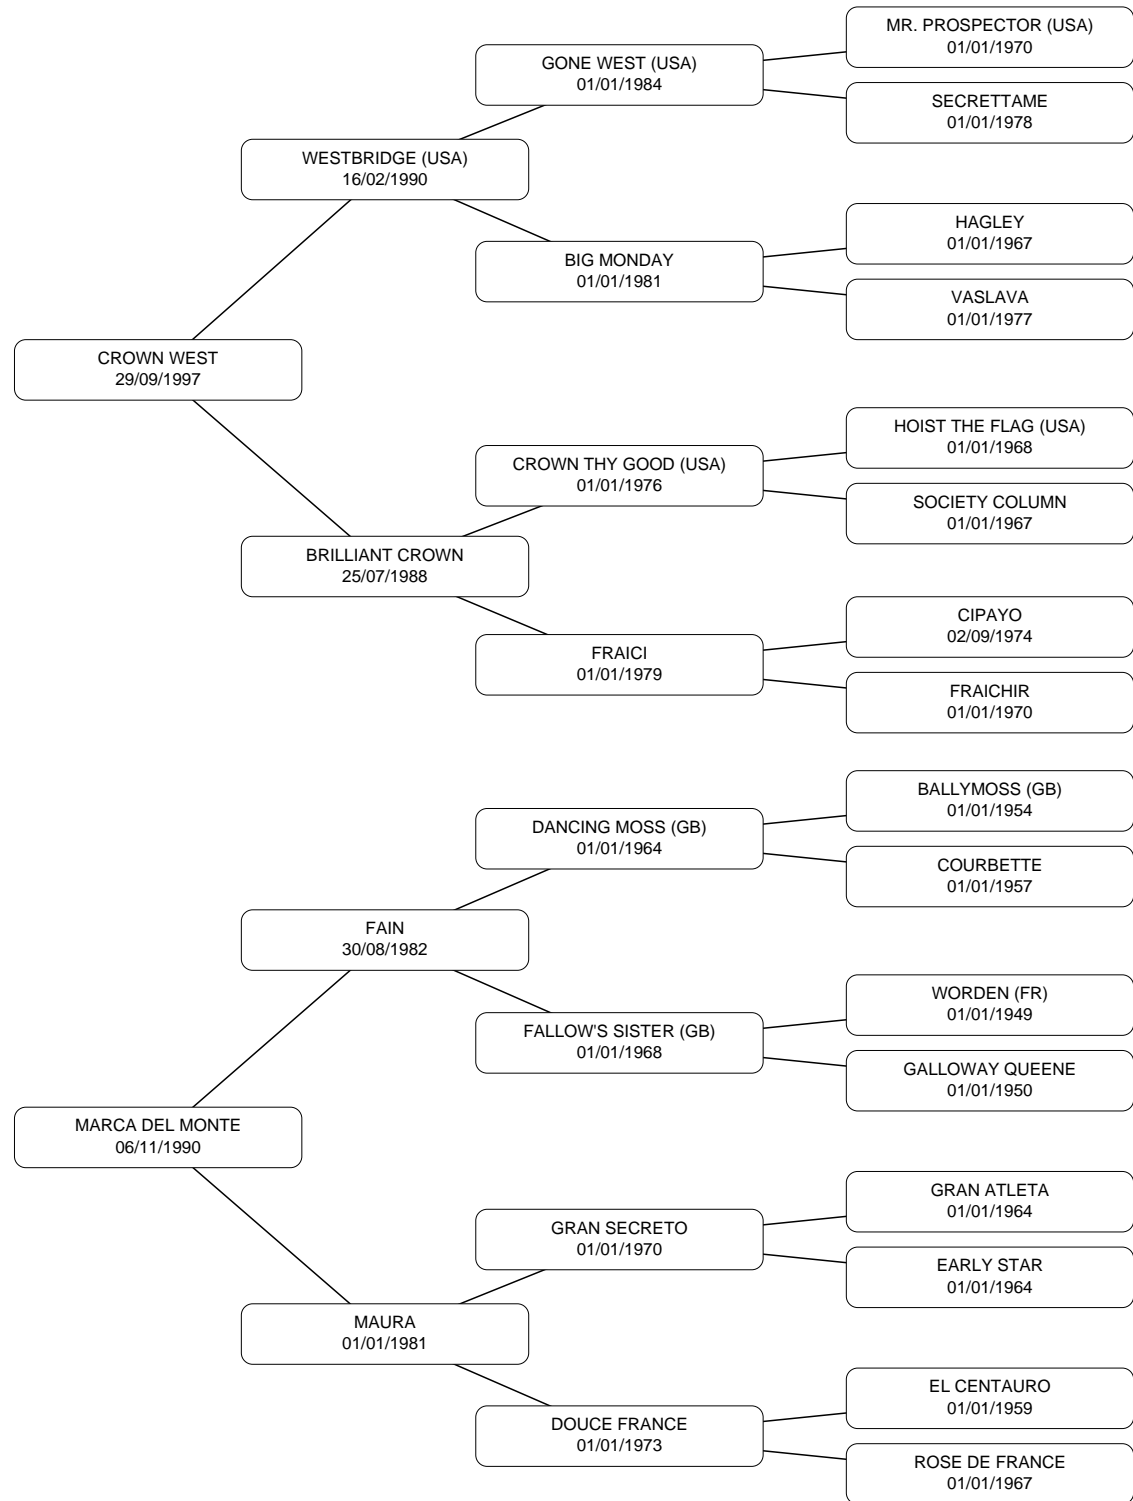 MR. PROSPECTOR (USA)
01/01/1970
GONE WEST (USA)
01/01/1984
SECRETTAME
01/01/1978
WESTBRIDGE (USA)
16/02/1990
HAGLEY
01/01/1967
BIG MONDAY
01/01/1981
VASLAVA
01/01/1977
CROWN WEST
29/09/1997
HOIST THE FLAG (USA)
01/01/1968
CROWN THY GOOD (USA)
01/01/1976
SOCIETY COLUMN
01/01/1967
BRILLIANT CROWN
25/07/1988
CIPAYO
02/09/1974
FRAICI
01/01/1979
FRAICHIR
01/01/1970
BALLYMOSS (GB)
01/01/1954
DANCING MOSS (GB)
01/01/1964
COURBETTE
01/01/1957
FAIN
30/08/1982
WORDEN (FR)
01/01/1949
FALLOW'S SISTER (GB)
01/01/1968
GALLOWAY QUEENE
01/01/1950
MARCA DEL MONTE
06/11/1990
GRAN ATLETA
01/01/1964
GRAN SECRETO
01/01/1970
EARLY STAR
01/01/1964
MAURA
01/01/1981
EL CENTAURO
01/01/1959
DOUCE FRANCE
01/01/1973
ROSE DE FRANCE
01/01/1967